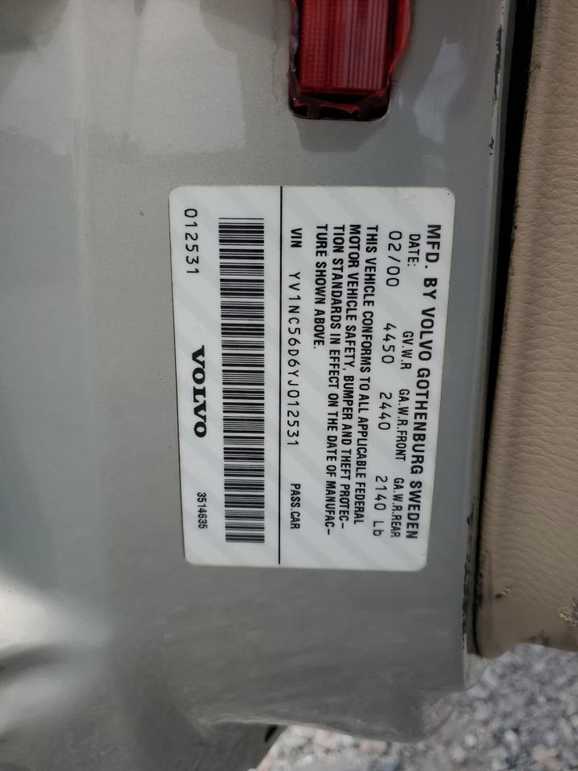 MFD. BY VOLVO GOTHENBURG SWEDEN
DATE: GV.W.R GA.W.R.FRONT GA.W.R.REAR
02/00 4450 2440 2140 Lb
THIS VEHICLE CONFORMS TO ALL APPLICABLE FEDERAL
MOTOR VEHICLE SAFETY, BUMPER AND THEFT PROTEC-
TION STANDARDS IN EFFECT ON THE DATE OF MANUFAC-
TURE SHOWN ABOVE.
VIN YV1NC56D6YJ012531 PASS.CAR
012531 VOLVO 3514635